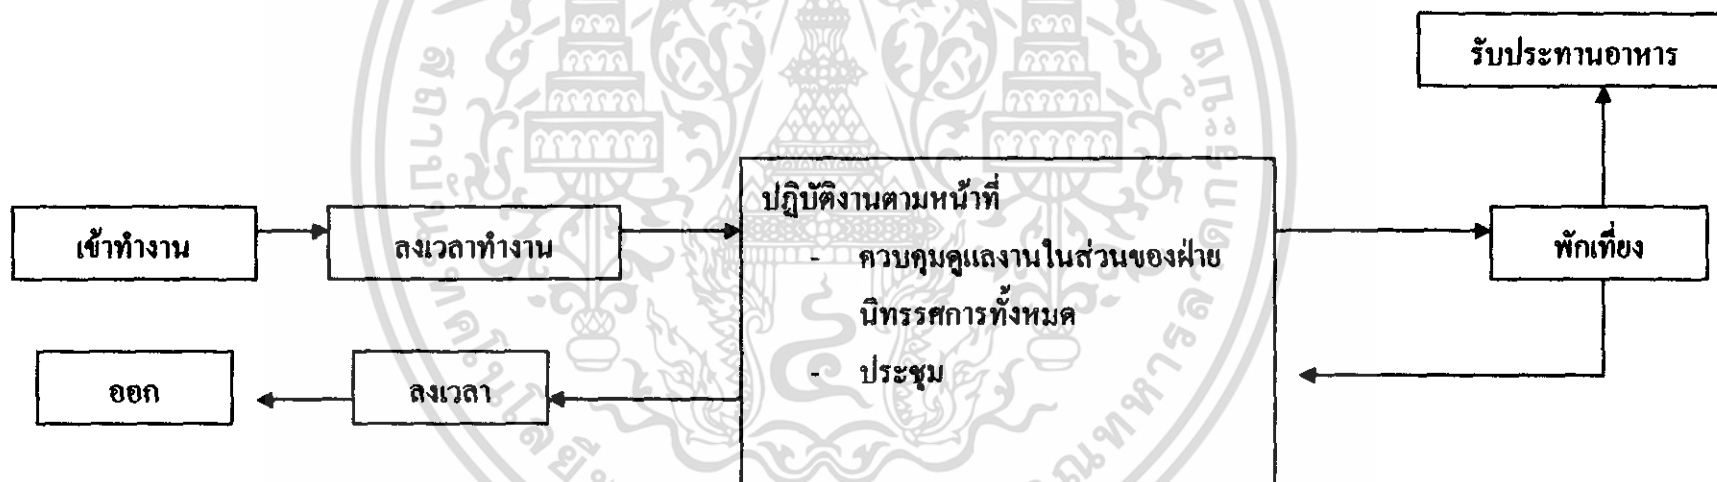 รับประทานอาหาร
เข้าทำงาน
ลงเวลาทำงาน
ปฏิบัติงานตามหน้าที่
- ควบคุมดูแลงานในส่วนของฝ่าย
นิทรรศการทั้งหมด
- ประชุม
พักเที่ยง
ออก
ลงเวลา